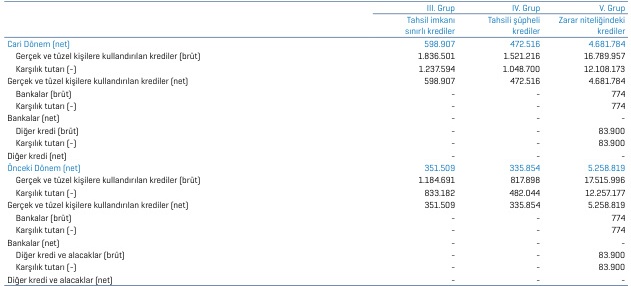 III. Grup IV. Grup V. Grup
Tahsil imkanı Tahsili şüpheli Zarar niteliğindeki
sınırlı krediler krediler krediler
Cari Dönem (net) 598.907 472.516 4.681.784
Gerçek ve tüzel kişilere kullandırılan krediler (brüt) 1.836.501 1.521.216 16.789.957
Karşılık tutarı (-) 1.237.594 1.048.700 12.108.173
Gerçek ve tüzel kişilere kullandırılan krediler (net) 598.907 472.516 4.681.784
Bankalar (brüt) - - 774
Karşılık tutarı (-) - - 774
Bankalar (net) - - -
Diğer kredi (brüt) - - 83.900
Karşılık tutarı (-) - - 83.900
Diğer kredi (net) - - -
Önceki Dönem (net) 351.509 335.854 5.258.819
Gerçek ve tüzel kişilere kullandırılan krediler (brüt) 1.184.691 817.898 17.515.996
Karşılık tutarı (-) 833.182 482.044 12.257.177
Gerçek ve tüzel kişilere kullandırılan krediler (net) 351.509 335.854 5.258.819
Bankalar (brüt) - - 774
Karşılık tutarı (-) - - 774
Bankalar (net) - - -
Diğer kredi ve alacaklar (brüt) - - 83.900
Karşılık tutarı (-) - - 83.900
Diğer kredi ve alacaklar (net) - - -